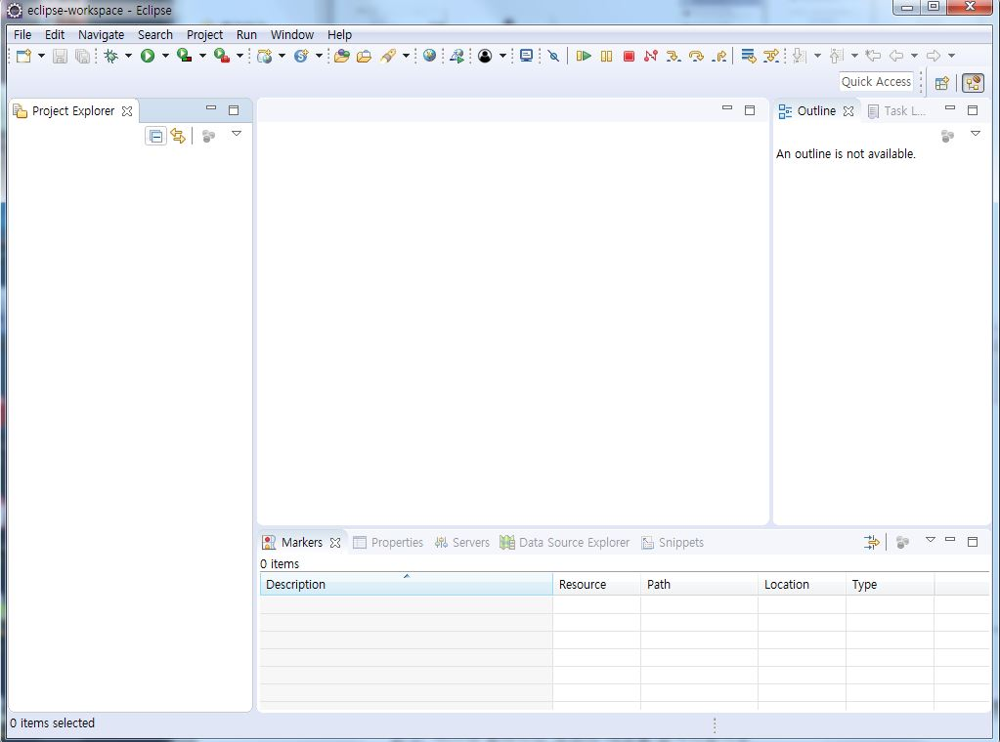 eclipse-workspace - Eclipse
File Edit Navigate Search Project Run Window Help
Quick Access
Project Explorer
Outline Task L...
An outline is not available.
Markers Properties Servers Data Source Explorer Snippets
0 items
Description Resource Path Location Type
0 items selected